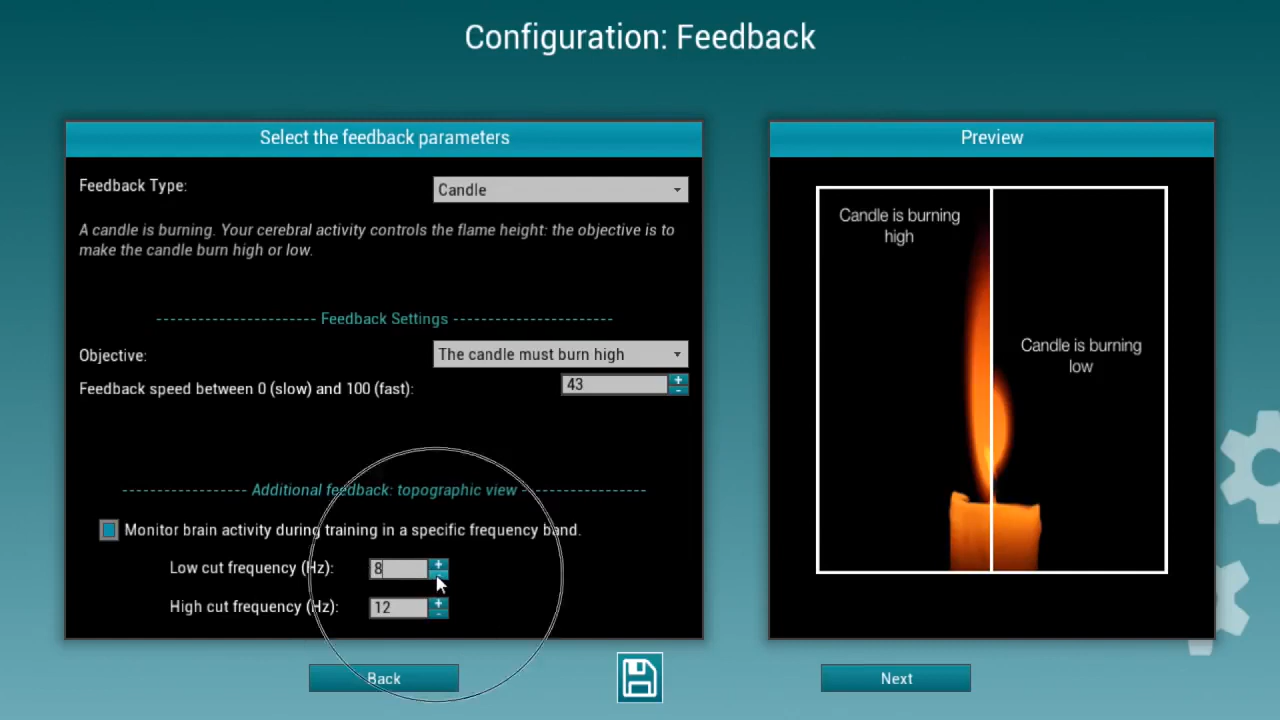 Configuration: Feedback
Select the feedback parameters
Feedback Type:
Candle
A candle is burning. Your cerebral activity controls the flame height: the objective is to
make the candle burn high or low.
----------------------- Feedback Settings -----------------------
Objective:
The candle must burn high
Feedback speed between 0 (slow) and 100 (fast):
43
+
-
------------------ Additional feedback: topographic view ------------------
Monitor brain activity during training in a specific frequency band.
Low cut frequency (Hz):
8
+
-
High cut frequency (Hz):
12
+
-
Preview
Candle is burning
high
Candle is burning
low
Back
Next